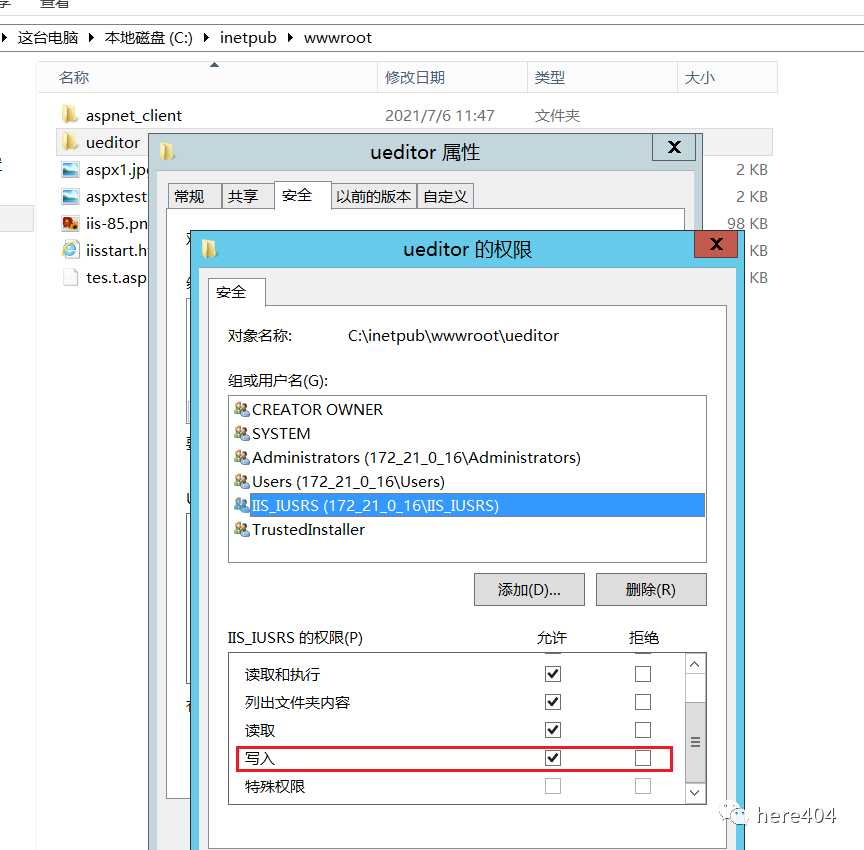 查看
这台电脑 本地磁盘 (C:) inetpub wwwroot
名称 修改日期 类型 大小
aspnet_client 2021/7/6 11:47 文件夹
ueditor
aspx1.jp 2 KB
aspxtest 2 KB
iis-85.pn 98 KB
iisstart.h KB
tes.t.asp KB
ueditor 属性
常规 共享 安全 以前的版本 自定义
ueditor 的权限
安全
对象名称: C:\inetpub\wwwroot\ueditor
组或用户名(G):
CREATOR OWNER
SYSTEM
Administrators (172_21_0_16\Administrators)
Users (172_21_0_16\Users)
IIS_IUSRS (172_21_0_16\IIS_IUSRS)
TrustedInstaller
添加(D)... 删除(R)
IIS_IUSRS 的权限(P) 允许 拒绝
读取和执行
列出文件夹内容
读取
写入
特殊权限
here404